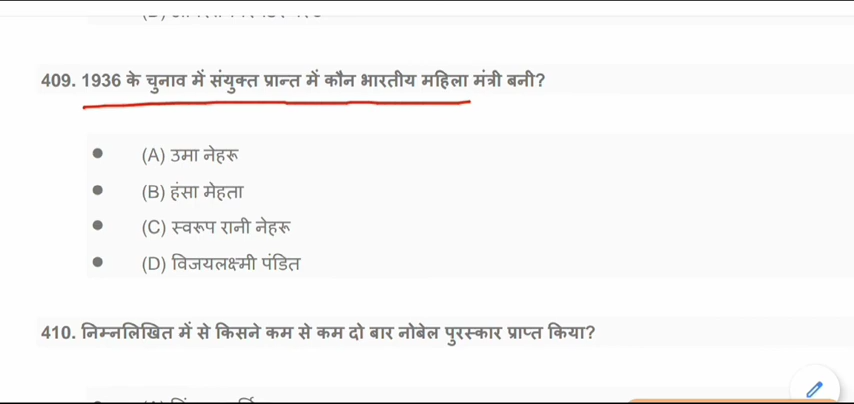 409. 1936 के चुनाव में संयुक्त प्रान्त में कौन भारतीय महिला मंत्री बनी?
(A) उमा नेहरू
(B) हंसा मेहता
(C) स्वरूप रानी नेहरू
(D) विजयलक्ष्मी पंडित
410. निम्नलिखित में से किसने कम से कम दो बार नोबेल पुरस्कार प्राप्त किया?